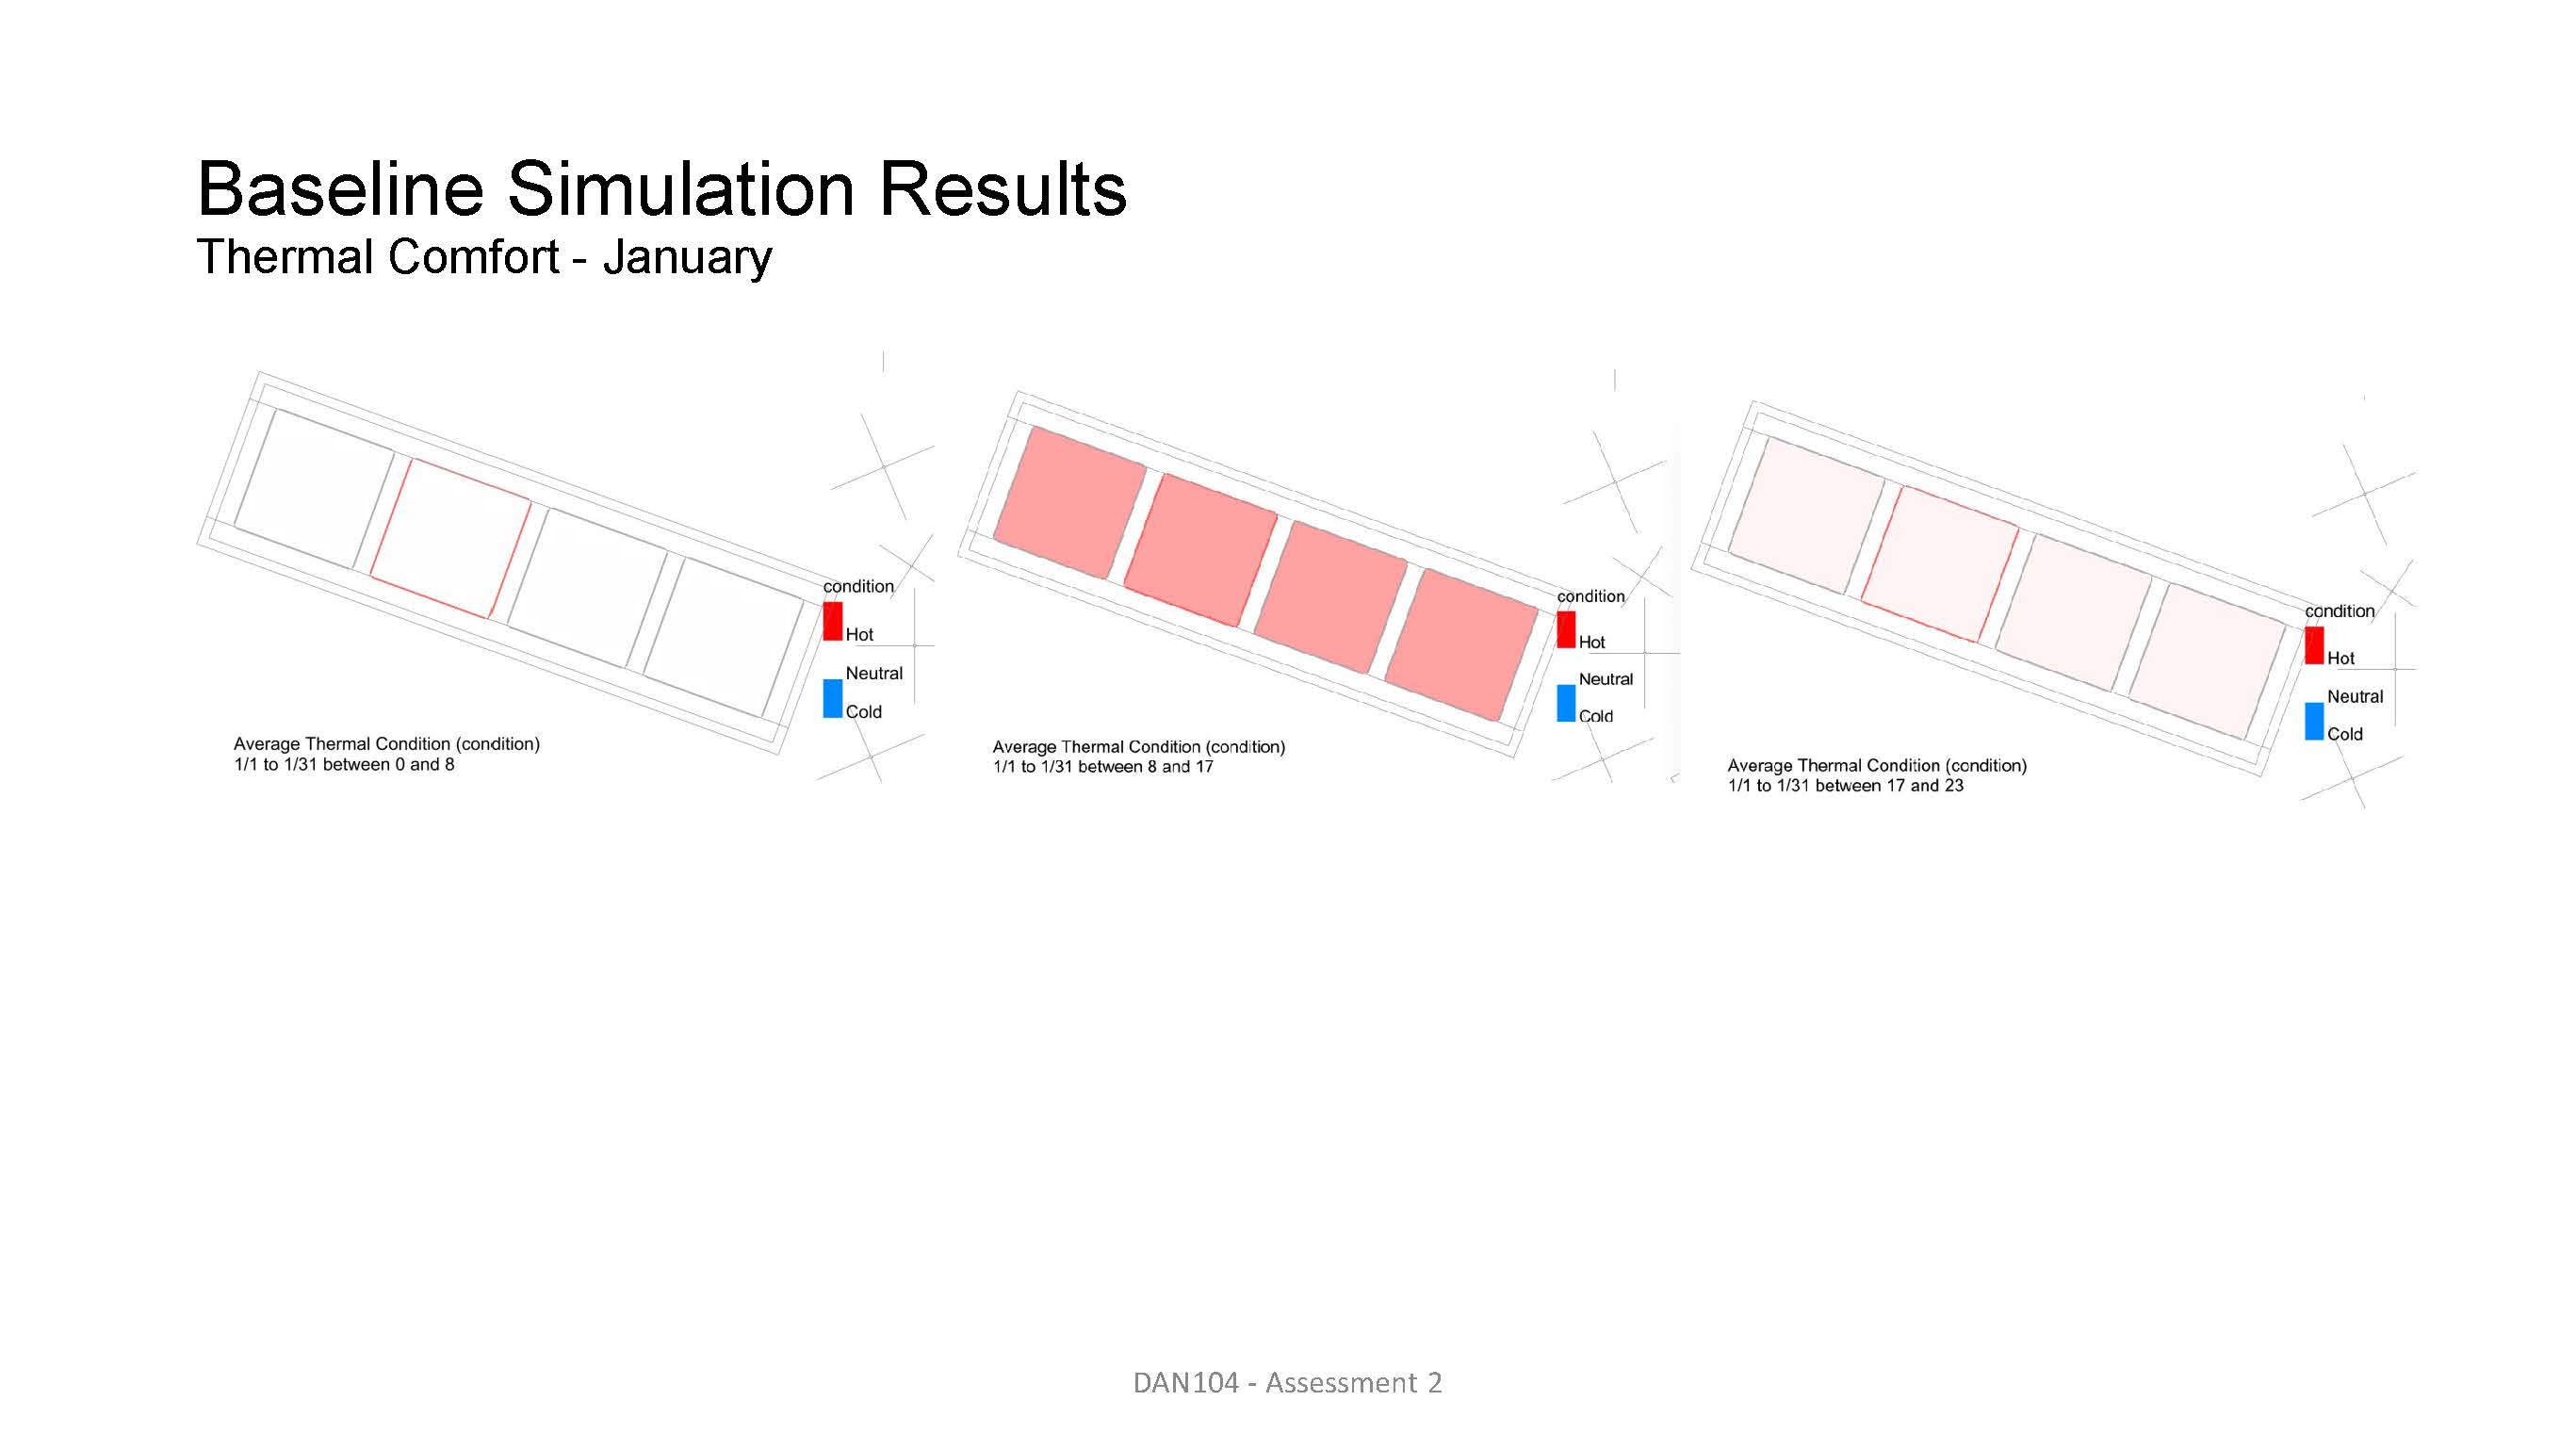 Baseline Simulation Results
Thermal Comfort - January
condition
Hot
Neutral
Cold
Average Thermal Condition (condition)
1/1 to 1/31 between 0 and 8
condition
Hot
Neutral
Cold
Average Thermal Condition (condition)
1/1 to 1/31 between 8 and 17
condition
Hot
Neutral
Cold
Average Thermal Condition (condition)
1/1 to 1/31 between 17 and 23
DAN104 - Assessment 2